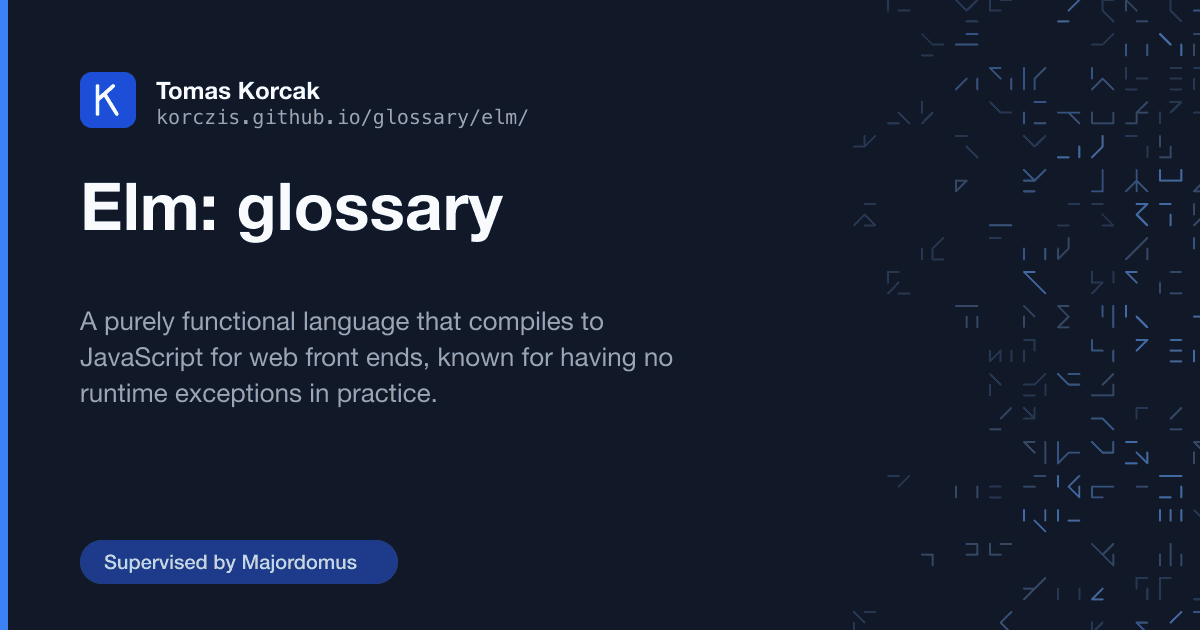 K
Tomas Korcak
korczis.github.io/glossary/elm/
Elm: glossary
A purely functional language that compiles to
JavaScript for web front ends, known for having no
runtime exceptions in practice.
Supervised by Majordomus